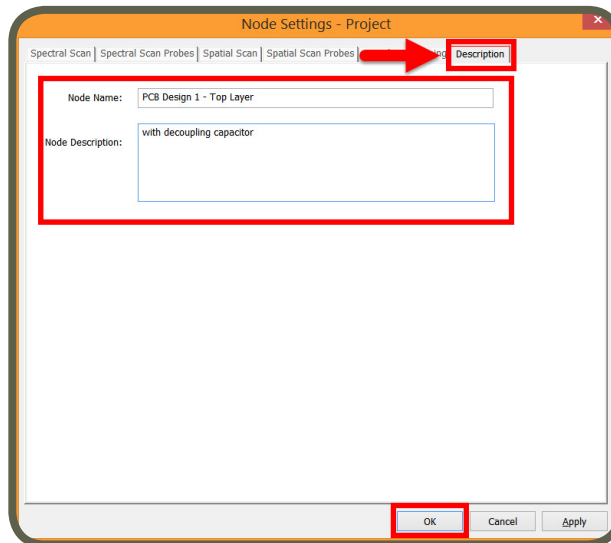 Node Settings - Project
Spectral Scan Spectral Scan Probes Spatial Scan Spatial Scan Probes Description
Node Name: PCB Design 1 - Top Layer
Node Description: with decoupling capacitor
OK Cancel Apply